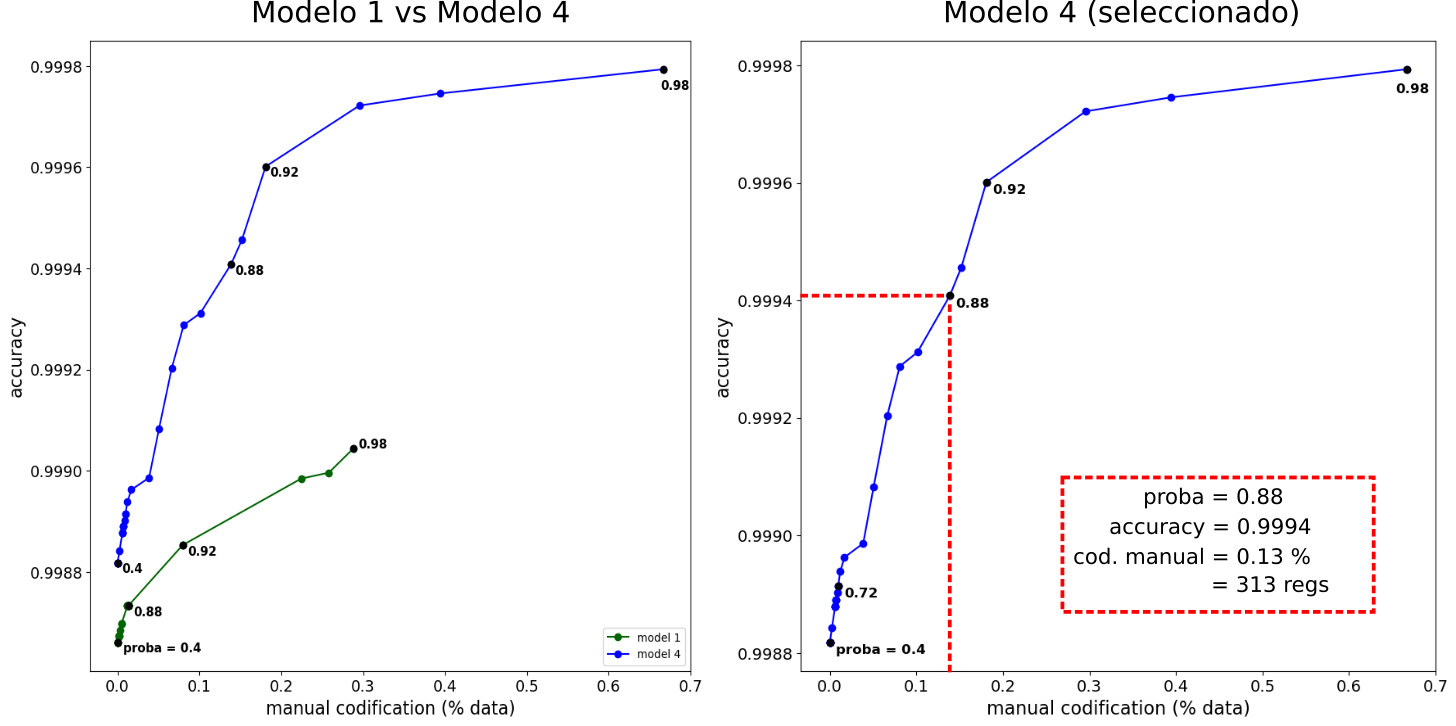 Modelo 1 vs Modelo 4
0.9998
0.9996
0.9994
0.9992
0.9990
0.9988
accuracy
0.98
0.92
0.88
0.4
0.98
0.92
0.88
proba = 0.4
model 1
model 4
0.0 0.1 0.2 0.3 0.4 0.5 0.6 0.7
manual codification (% data)
Modelo 4 (seleccionado)
0.9998
0.9996
0.9994
0.9992
0.9990
0.9988
accuracy
0.98
0.92
0.88
0.72
proba = 0.4
proba = 0.88
accuracy = 0.9994
cod. manual = 0.13 %
= 313 regs
0.0 0.1 0.2 0.3 0.4 0.5 0.6 0.7
manual codification (% data)